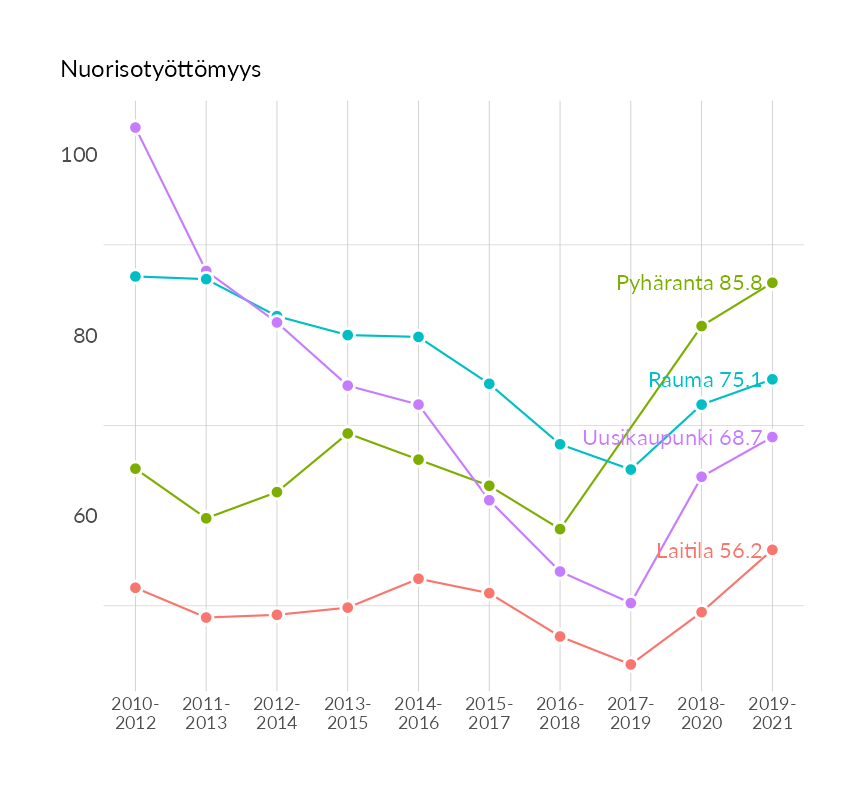 Nuorisotyöttömyys
100
80
60
Pyhäranta 85.8
Rauma 75.1
Uusikaupunki 68.7
Laitila 56.2
2010- 2011- 2012- 2013- 2014- 2015- 2016- 2017- 2018- 2019-
2012 2013 2014 2015 2016 2017 2018 2019 2020 2021